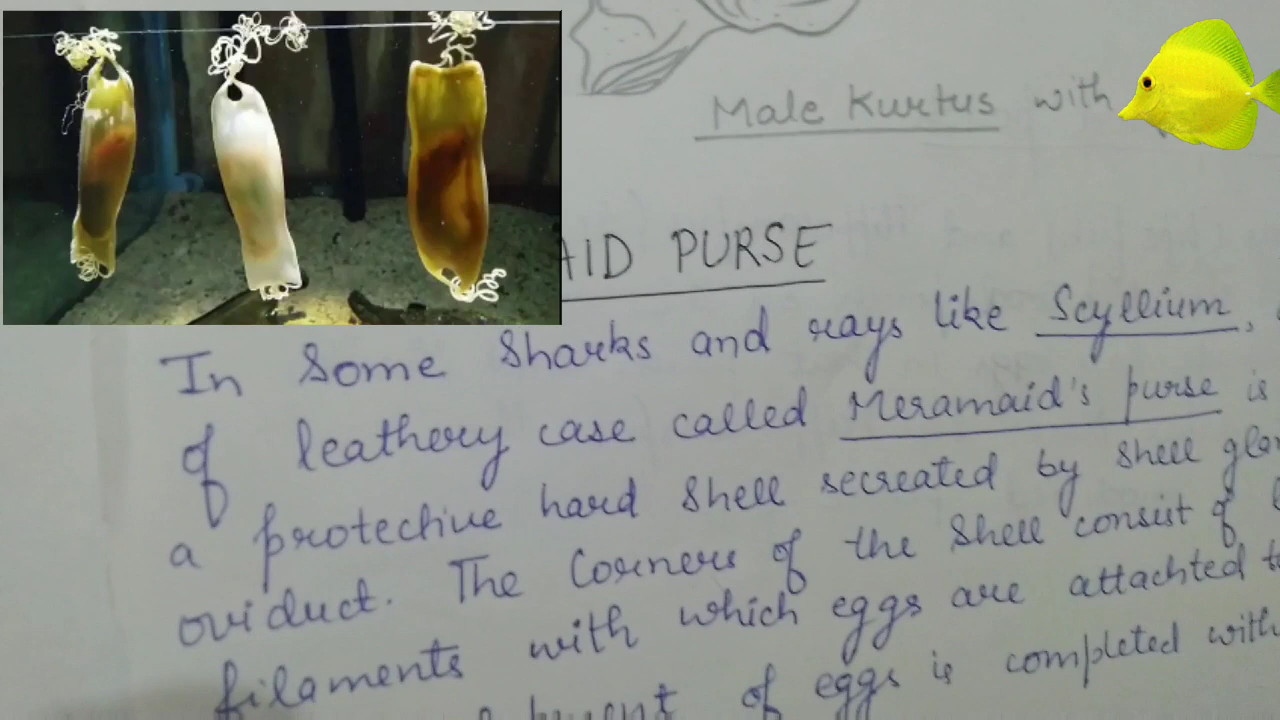 Male Kurtus with
AID PURSE
In some sharks and rays like Scyllium,
of leathery case called Meramaid's purse is
a protective hard shell secreated by shell
oviduct. The Corners of the shell consist of
filaments with which eggs are attachted
of eggs is completed